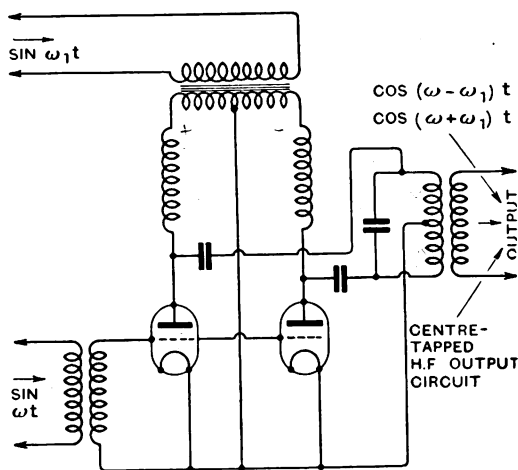 SIN ω₁t
+ -
COS (ω-ω₁) t
COS (ω+ω₁) t
OUTPUT
CENTRE-
TAPPED
H.F OUTPUT
CIRCUIT
SIN
ωt